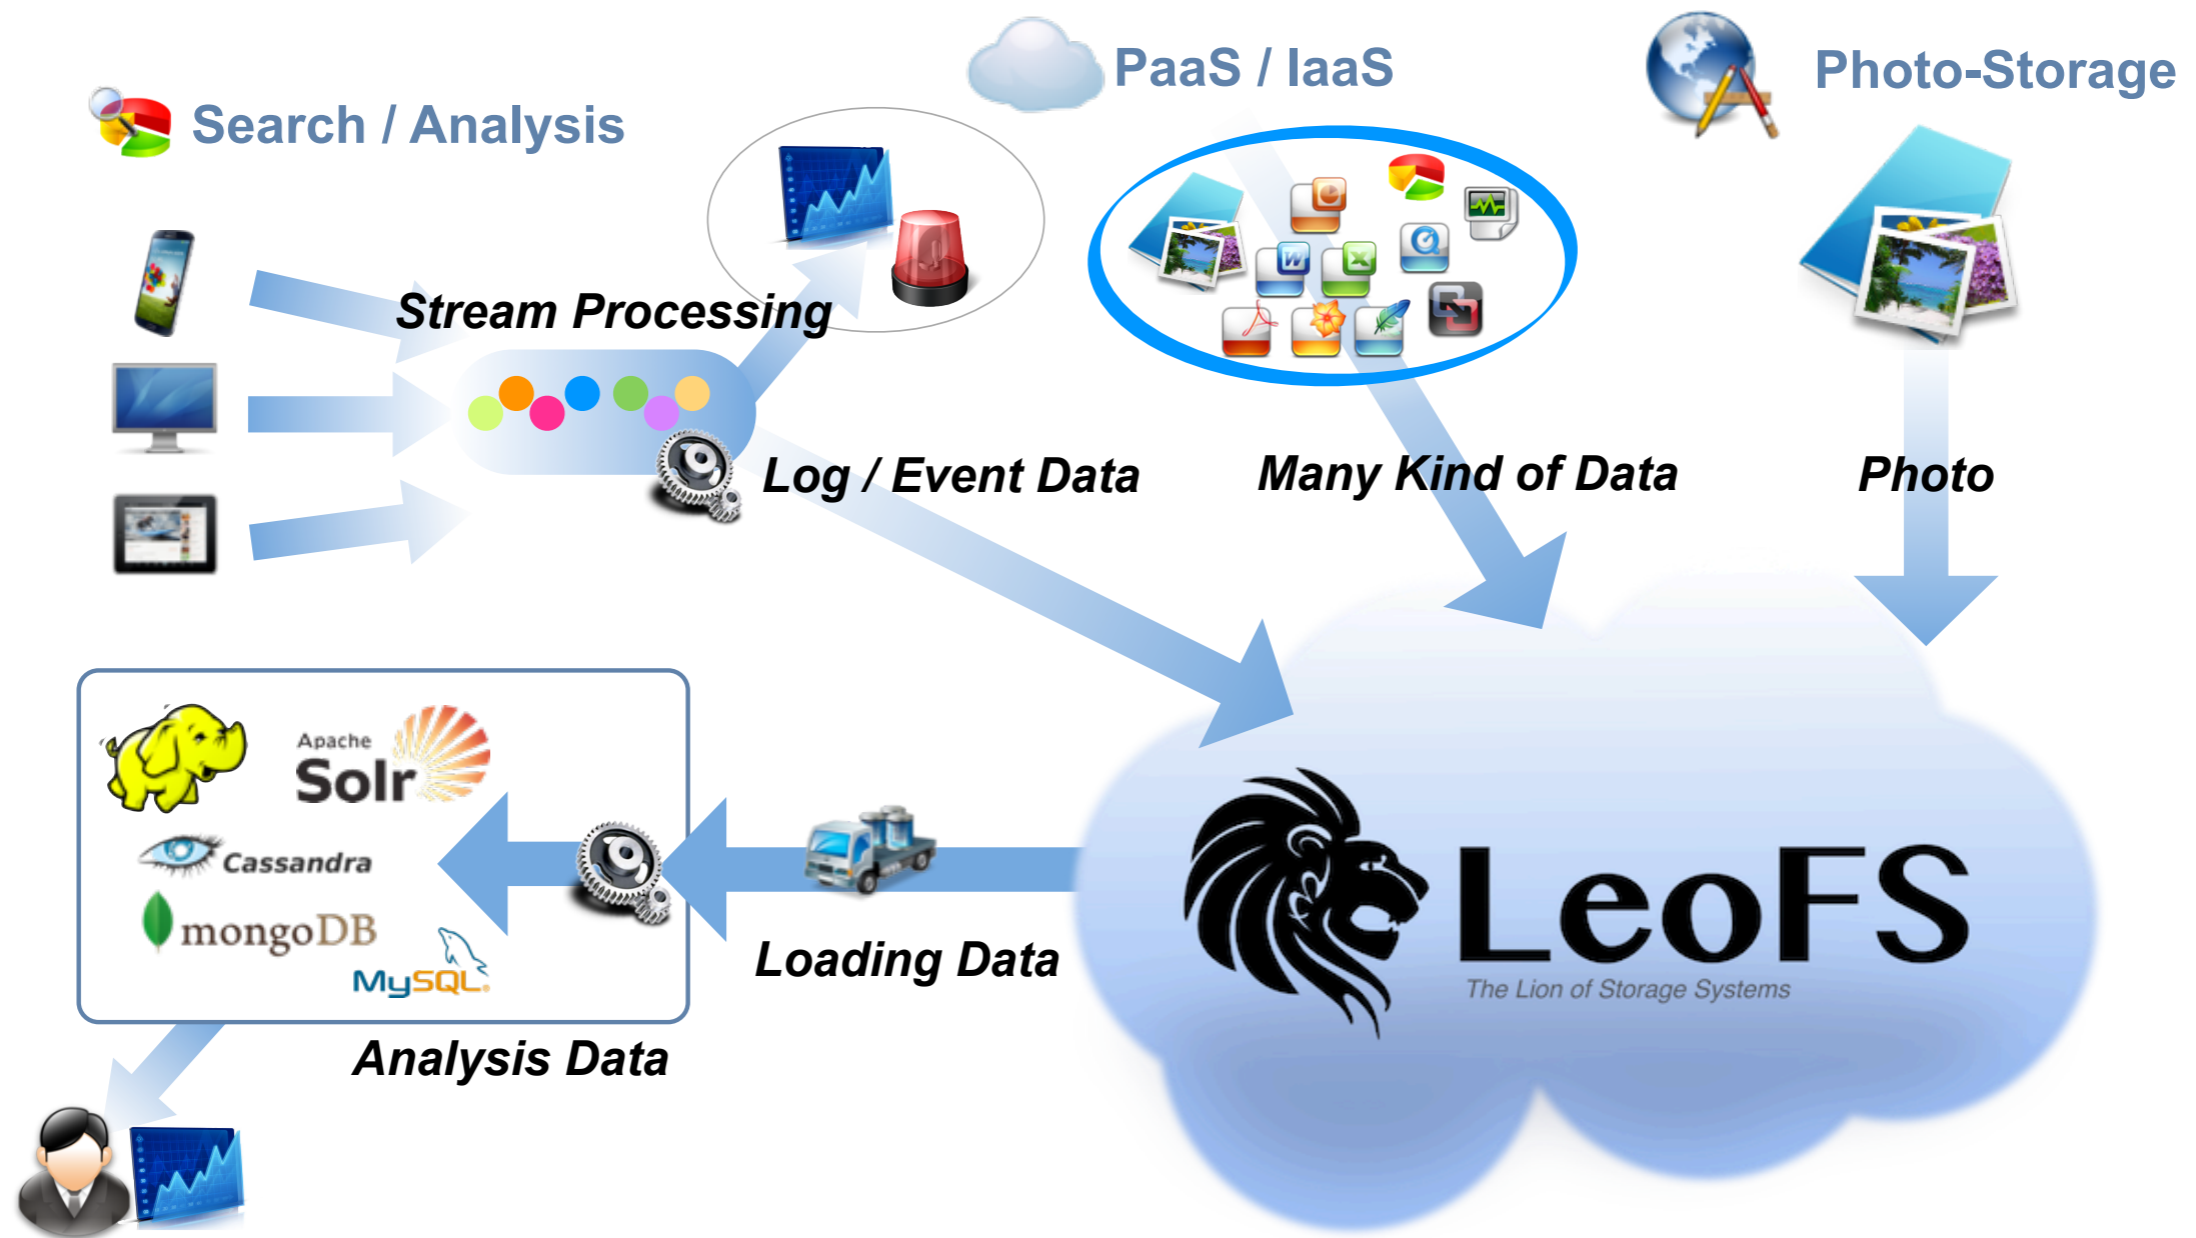 PaaS / IaaS
Photo-Storage
Search / Analysis
Stream Processing
Log / Event Data
Many Kind of Data
Photo
Apache
Solr
Cassandra
mongoDB
MySQL
Loading Data
LeoFS
The Lion of Storage Systems
Analysis Data